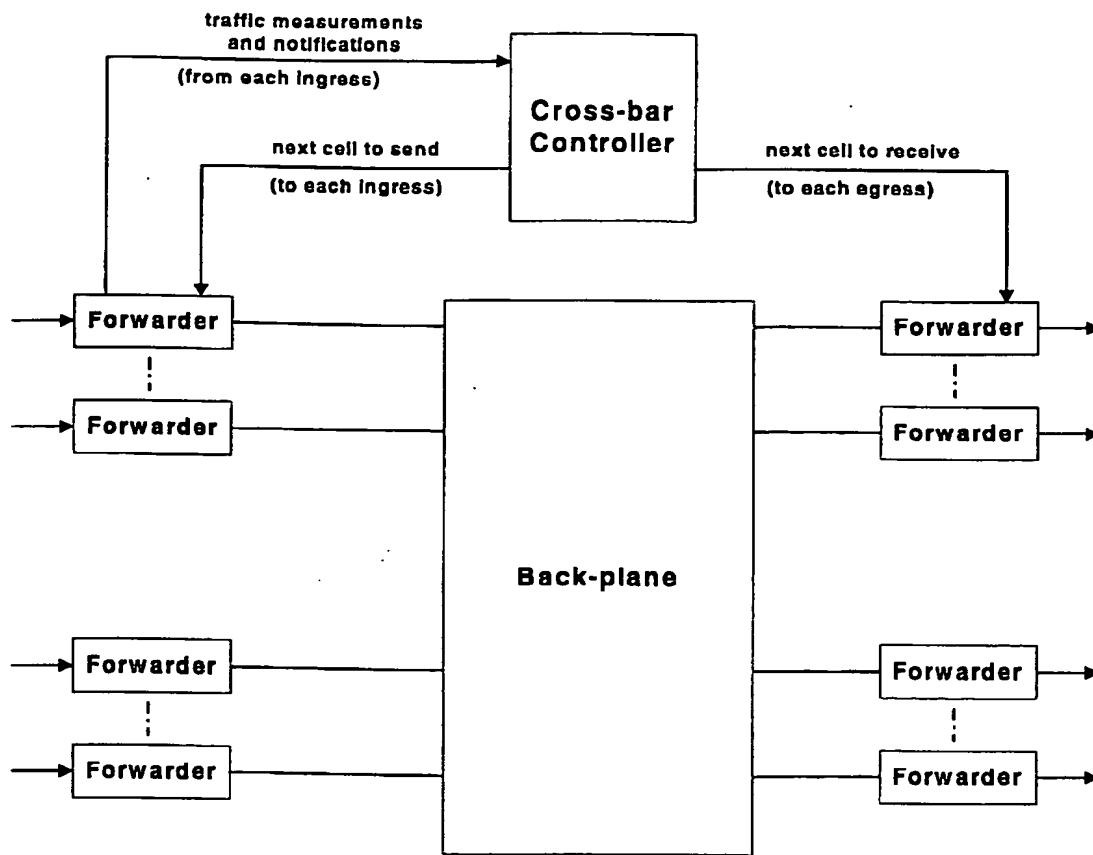 traffic measurements
and notifications
(from each ingress)
Cross-bar
Controller
next cell to send
(to each ingress)
next cell to receive
(to each egress)
Forwarder
Forwarder
Forwarder
Forwarder
Back-plane
Forwarder
Forwarder
Forwarder
Forwarder